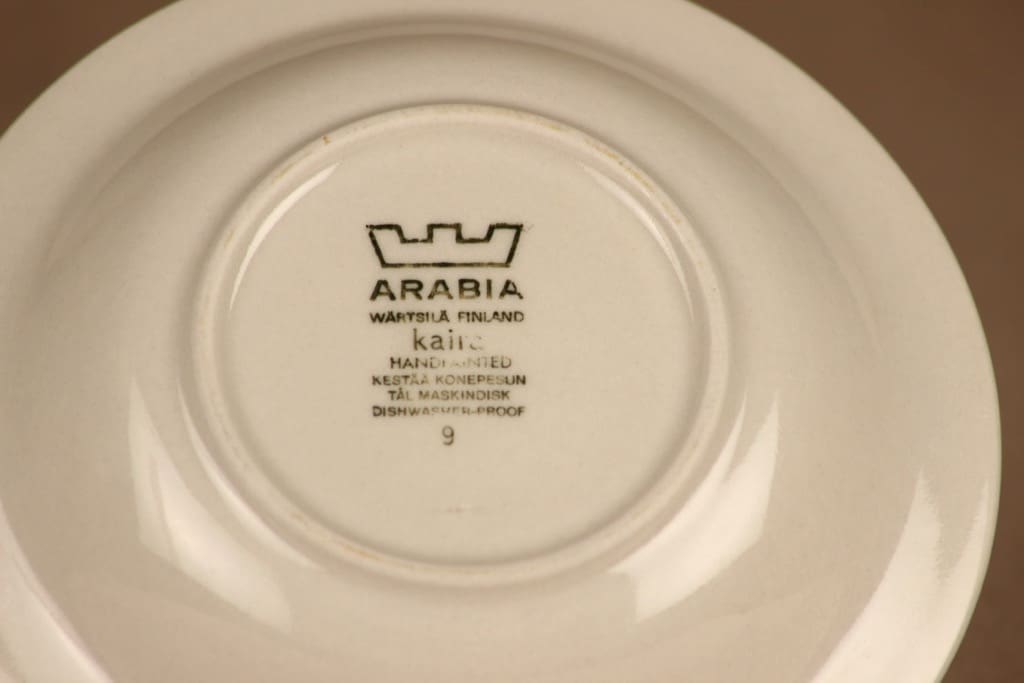 ARABIA
WÄRTSILÄ FINLAND
HANDPAINTED
KESTÄÄ KONEPESUN
TÅL MASKINDISK
DISHWASHER-PROOF
9